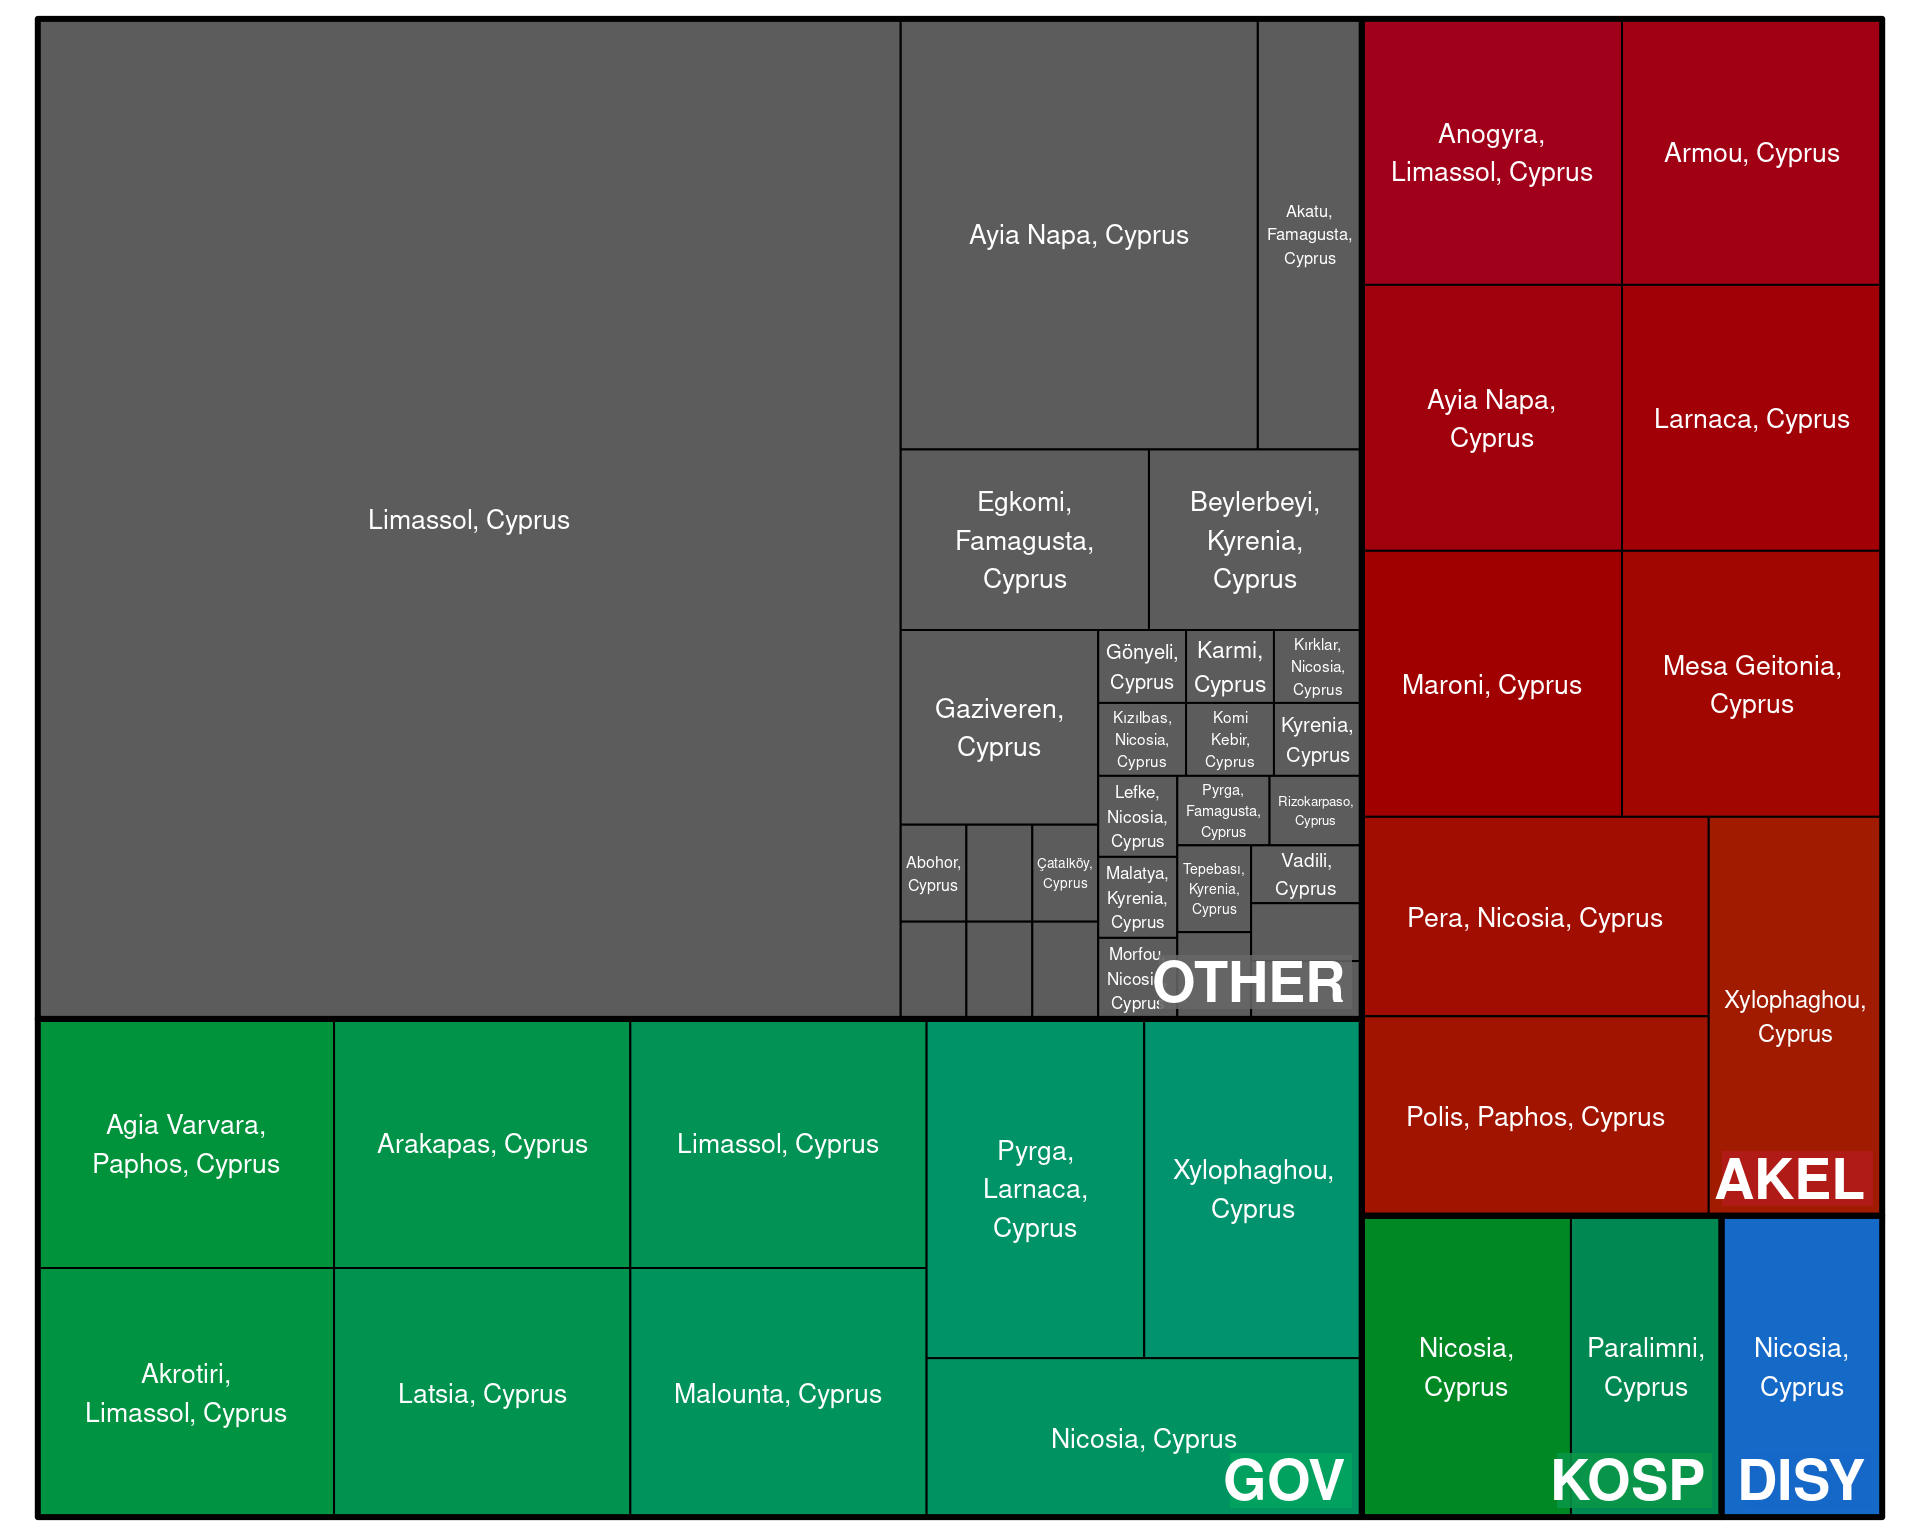 Limassol, Cyprus
Ayia Napa, Cyprus
Akatu,
Famagusta,
Cyprus
Egkomi,
Famagusta,
Cyprus
Beylerbeyi,
Kyrenia,
Cyprus
Gaziveren,
Cyprus
Gönyeli,
Cyprus
Karmi,
Cyprus
Kırklar,
Nicosia,
Cyprus
Kızılbas,
Nicosia,
Cyprus
Komi
Kebir,
Cyprus
Kyrenia,
Cyprus
Lefke,
Nicosia,
Cyprus
Pyrga,
Famagusta,
Cyprus
Rizokarpaso,
Cyprus
Abohor,
Cyprus
Çatalköy,
Cyprus
Malatya,
Kyrenia,
Cyprus
Tepebası,
Kyrenia,
Cyprus
Vadili,
Cyprus
Morfou
Nicosi
Cyprus
OTHER
Anogyra,
Limassol, Cyprus
Armou, Cyprus
Ayia Napa,
Cyprus
Larnaca, Cyprus
Maroni, Cyprus
Mesa Geitonia,
Cyprus
Pera, Nicosia, Cyprus
Xylophaghou,
Cyprus
Polis, Paphos, Cyprus
AKEL
Agia Varvara,
Paphos, Cyprus
Arakapas, Cyprus
Limassol, Cyprus
Pyrga,
Larnaca,
Cyprus
Xylophaghou,
Cyprus
Akrotiri,
Limassol, Cyprus
Latsia, Cyprus
Malounta, Cyprus
Nicosia, Cyprus
GOV
Nicosia,
Cyprus
Paralimni,
Cyprus
KOSP
Nicosia,
Cyprus
DISY